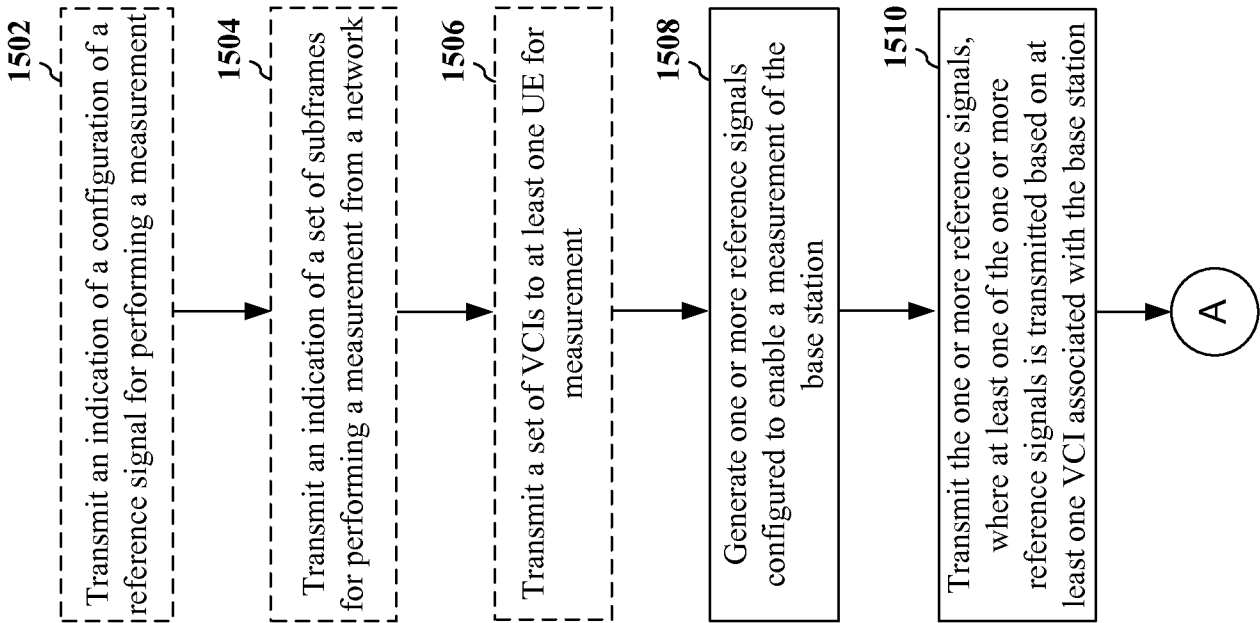 1502
Transmit an indication of a configuration of a
reference signal for performing a measurement
1504
Transmit an indication of a set of subframes
for performing a measurement from a network
1506
Transmit a set of VCIs to at least one UE for
measurement
1508
Generate one or more reference signals
configured to enable a measurement of the
base station
1510
Transmit the one or more reference signals,
where at least one of the one or more
reference signals is transmitted based on at
least one VCI associated with the base station
A